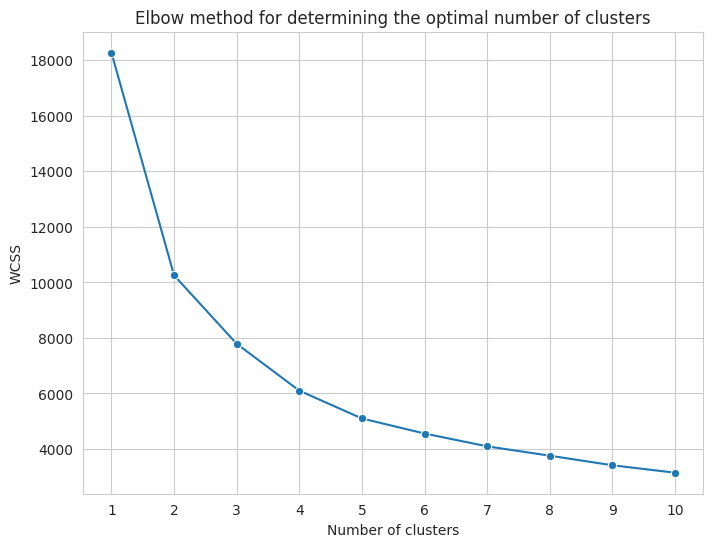 Elbow method for determining the optimal number of clusters
18000
16000
14000
12000
10000
8000
6000
4000
WCSS
1 2 3 4 5 6 7 8 9 10
Number of clusters